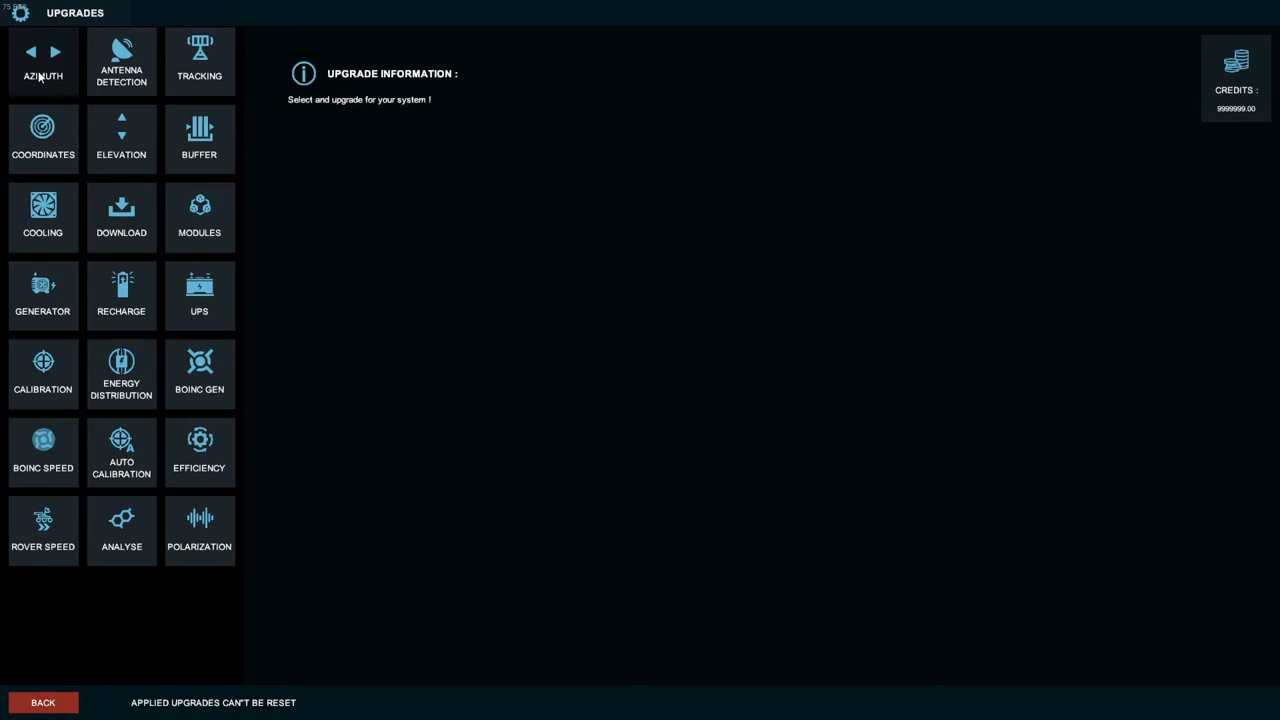 UPGRADES
AZIMUTH
ANTENNA
DETECTION
TRACKING
UPGRADE INFORMATION :
Select and upgrade for your system !
CREDITS :
9999999.00
COORDINATES
ELEVATION
BUFFER
COOLING
DOWNLOAD
MODULES
GENERATOR
RECHARGE
UPS
CALIBRATION
ENERGY
DISTRIBUTION
BOINC GEN
BOINC SPEED
AUTO
CALIBRATION
EFFICIENCY
ROVER SPEED
ANALYSE
POLARIZATION
BACK
APPLIED UPGRADES CAN"T BE RESET